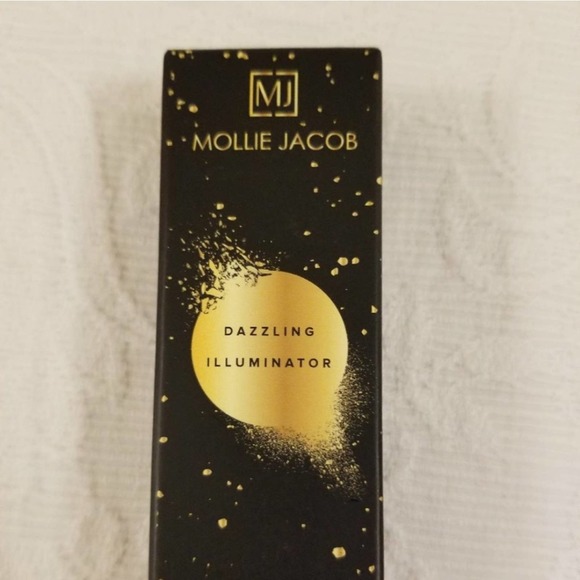 MJ
MOLLIE JACOB
DAZZLING
ILLUMINATOR